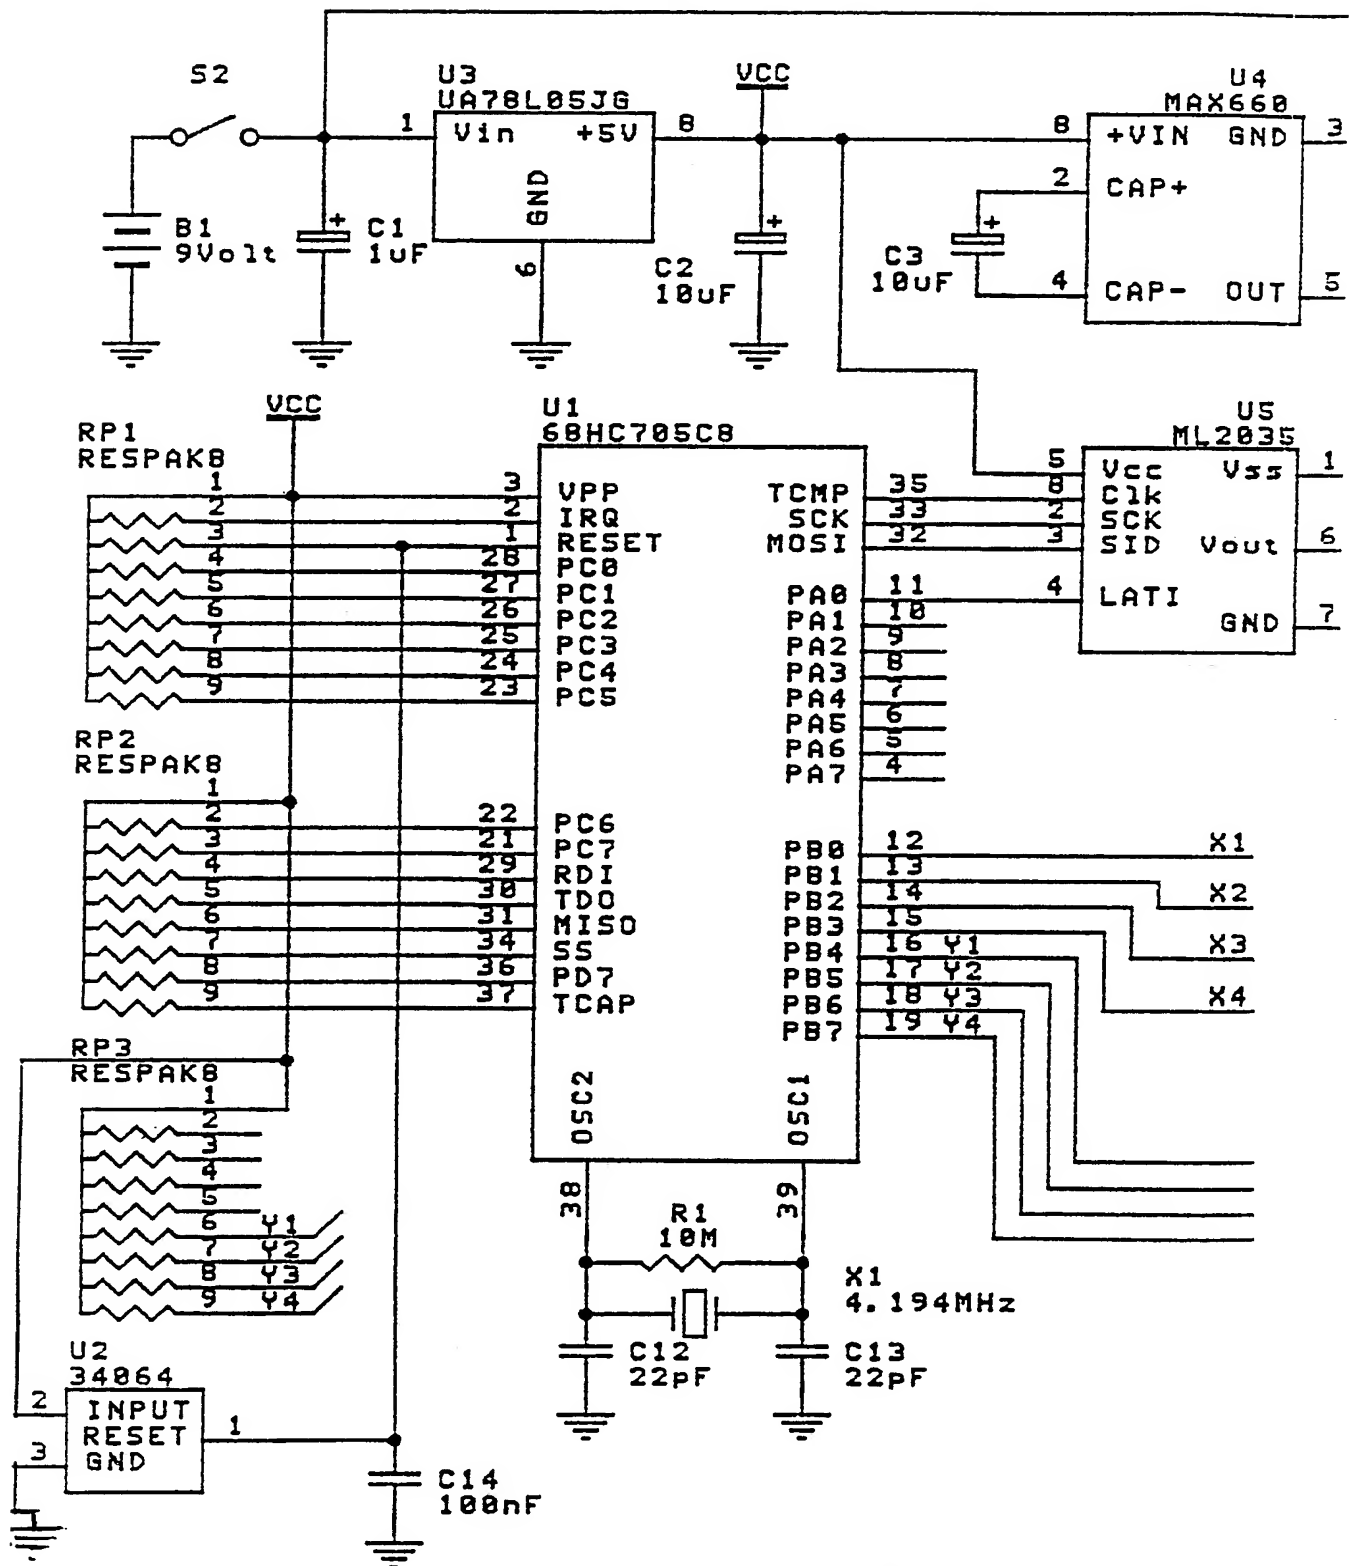 S2
U3
UA78L05JG
VCC
U4
MAX660
1 Vin +5V 8
GND
6
8 +VIN GND 3
2 CAP+
4 CAP- OUT 5
B1
9Volt
+
C1
1uF
+
C2
10uF
+
C3
10uF
VCC
RP1
RESPAK8
U1
68HC705C8
U5
ML2035
1 3 VPP
2 2 IRQ
3 1 RESET
4 28 PC0
5 27 PC1
6 26 PC2
7 25 PC3
8 24 PC4
9 23 PC5
TCMP 35
SCK 33
MOSI 32
PA0 11
PA1 10
PA2 9
PA3 8
PA4 7
PA5 6
PA6 5
PA7 4
5 Vcc Vss 1
8 Clk
2 SCK
3 SID Vout 6
4 LATI
GND 7
RP2
RESPAK8
1
2 22 PC6
3 21 PC7
4 29 RDI
5 30 TDO
6 31 MISO
7 34 SS
8 36 PD7
9 37 TCAP
PB0 12 X1
PB1 13 X2
PB2 14 X3
PB3 15 X4
PB4 16 Y1
PB5 17 Y2
PB6 18 Y3
PB7 19 Y4
OSC2
OSC1
38
39
RP3
RESPAK8
1
2
3
4
5
6 Y1
7 Y2
8 Y3
9 Y4
R1
10M
X1
4.194MHz
C12
22pF
C13
22pF
U2
34064
2 INPUT
RESET 1
3 GND
C14
100nF